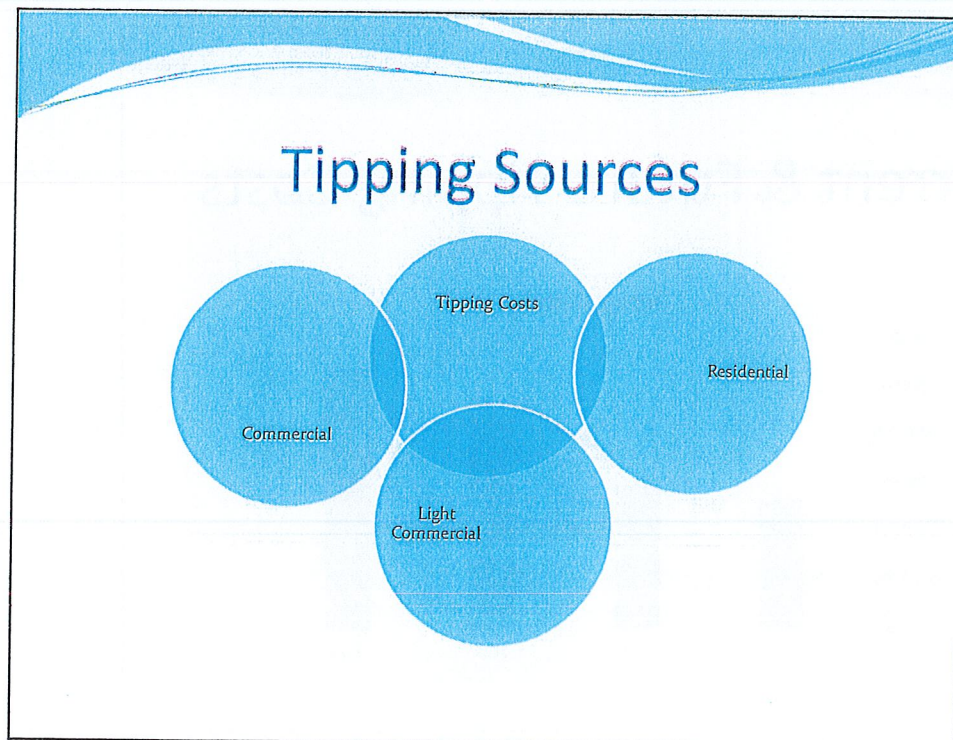 Tipping Sources
Tipping Costs
Residential
Commercial
Light
Commercial